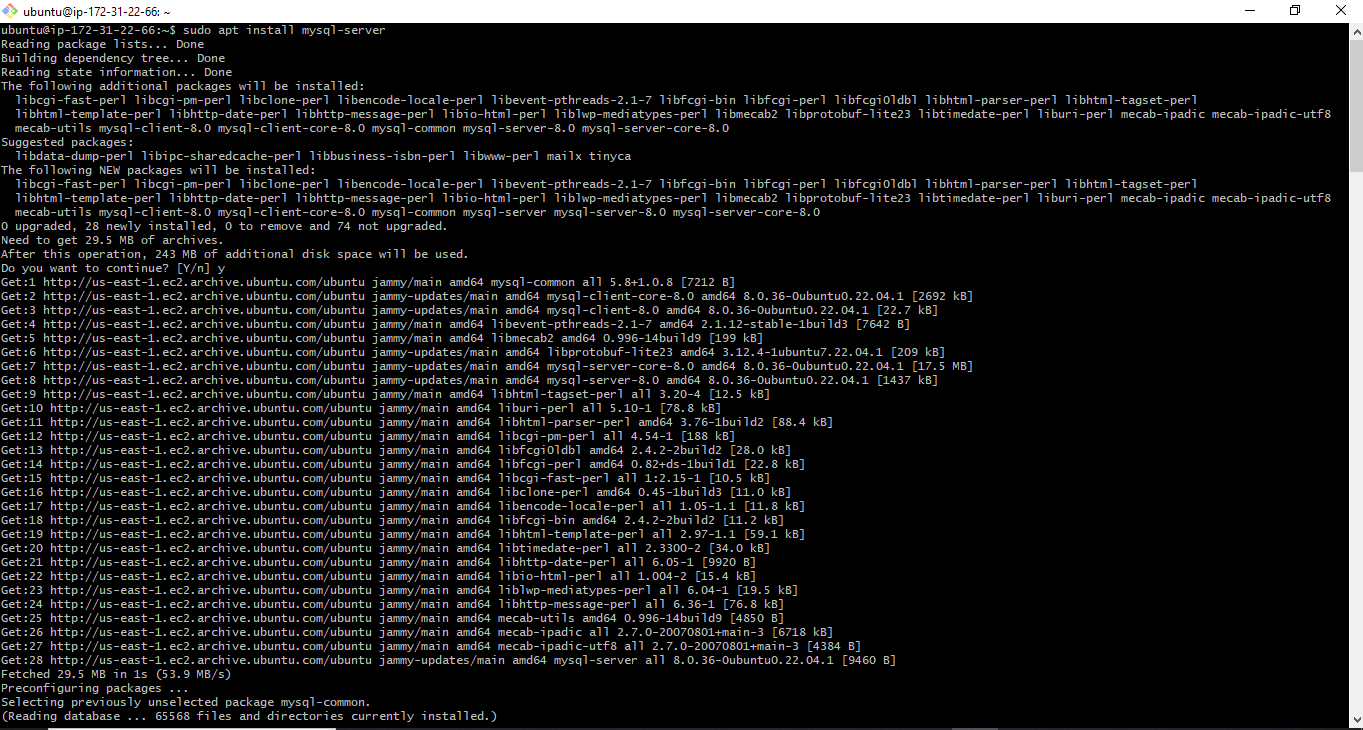 ubuntu@ip-172-31-22-66: ~
ubuntu@ip-172-31-22-66:~$ sudo apt install mysql-server
Reading package lists... Done
Building dependency tree... Done
Reading state information... Done
The following additional packages will be installed:
  libcgi-fast-perl libcgi-pm-perl libclone-perl libencode-locale-perl libevent-pthreads-2.1-7 libfcgi-bin libfcgi-perl libfcgi0ldbl libhtml-parser-perl libhtml-tagset-perl
  libhtml-template-perl libhttp-date-perl libhttp-message-perl libio-html-perl liblwp-mediatypes-perl libmecab2 libprotobuf-lite23 libtimedate-perl liburi-perl mecab-ipadic mecab-ipadic-utf8
  mecab-utils mysql-client-8.0 mysql-client-core-8.0 mysql-common mysql-server-8.0 mysql-server-core-8.0
Suggested packages:
  libdata-dump-perl libipc-sharedcache-perl libbusiness-isbn-perl libwww-perl mailx tinyca
The following NEW packages will be installed:
  libcgi-fast-perl libcgi-pm-perl libclone-perl libencode-locale-perl libevent-pthreads-2.1-7 libfcgi-bin libfcgi-perl libfcgi0ldbl libhtml-parser-perl libhtml-tagset-perl
  libhtml-template-perl libhttp-date-perl libhttp-message-perl libio-html-perl liblwp-mediatypes-perl libmecab2 libprotobuf-lite23 libtimedate-perl liburi-perl mecab-ipadic mecab-ipadic-utf8
  mecab-utils mysql-client-8.0 mysql-client-core-8.0 mysql-common mysql-server mysql-server-8.0 mysql-server-core-8.0
0 upgraded, 28 newly installed, 0 to remove and 74 not upgraded.
Need to get 29.5 MB of archives.
After this operation, 243 MB of additional disk space will be used.
Do you want to continue? [Y/n] y
Get:1 http://us-east-1.ec2.archive.ubuntu.com/ubuntu jammy/main amd64 mysql-common all 5.8+1.0.8 [7212 B]
Get:2 http://us-east-1.ec2.archive.ubuntu.com/ubuntu jammy-updates/main amd64 mysql-client-core-8.0 amd64 8.0.36-0ubuntu0.22.04.1 [2692 kB]
Get:3 http://us-east-1.ec2.archive.ubuntu.com/ubuntu jammy-updates/main amd64 mysql-client-8.0 amd64 8.0.36-0ubuntu0.22.04.1 [22.7 kB]
Get:4 http://us-east-1.ec2.archive.ubuntu.com/ubuntu jammy/main amd64 libevent-pthreads-2.1-7 amd64 2.1.12-stable-1build3 [7642 B]
Get:5 http://us-east-1.ec2.archive.ubuntu.com/ubuntu jammy/main amd64 libmecab2 amd64 0.996-14build9 [199 kB]
Get:6 http://us-east-1.ec2.archive.ubuntu.com/ubuntu jammy-updates/main amd64 libprotobuf-lite23 amd64 3.12.4-1ubuntu7.22.04.1 [209 kB]
Get:7 http://us-east-1.ec2.archive.ubuntu.com/ubuntu jammy-updates/main amd64 mysql-server-core-8.0 amd64 8.0.36-0ubuntu0.22.04.1 [17.5 MB]
Get:8 http://us-east-1.ec2.archive.ubuntu.com/ubuntu jammy-updates/main amd64 mysql-server-8.0 amd64 8.0.36-0ubuntu0.22.04.1 [1437 kB]
Get:9 http://us-east-1.ec2.archive.ubuntu.com/ubuntu jammy/main amd64 libhtml-tagset-perl all 3.20-4 [12.5 kB]
Get:10 http://us-east-1.ec2.archive.ubuntu.com/ubuntu jammy/main amd64 liburi-perl all 5.10-1 [78.8 kB]
Get:11 http://us-east-1.ec2.archive.ubuntu.com/ubuntu jammy/main amd64 libhtml-parser-perl amd64 3.76-1build2 [88.4 kB]
Get:12 http://us-east-1.ec2.archive.ubuntu.com/ubuntu jammy/main amd64 libcgi-pm-perl all 4.54-1 [188 kB]
Get:13 http://us-east-1.ec2.archive.ubuntu.com/ubuntu jammy/main amd64 libfcgi0ldbl amd64 2.4.2-2build2 [28.0 kB]
Get:14 http://us-east-1.ec2.archive.ubuntu.com/ubuntu jammy/main amd64 libfcgi-perl amd64 0.82+ds-1build1 [22.8 kB]
Get:15 http://us-east-1.ec2.archive.ubuntu.com/ubuntu jammy/main amd64 libcgi-fast-perl all 1:2.15-1 [10.5 kB]
Get:16 http://us-east-1.ec2.archive.ubuntu.com/ubuntu jammy/main amd64 libclone-perl amd64 0.45-1build3 [11.0 kB]
Get:17 http://us-east-1.ec2.archive.ubuntu.com/ubuntu jammy/main amd64 libencode-locale-perl all 1.05-1.1 [11.8 kB]
Get:18 http://us-east-1.ec2.archive.ubuntu.com/ubuntu jammy/main amd64 libfcgi-bin amd64 2.4.2-2build2 [11.2 kB]
Get:19 http://us-east-1.ec2.archive.ubuntu.com/ubuntu jammy/main amd64 libhtml-template-perl all 2.97-1.1 [59.1 kB]
Get:20 http://us-east-1.ec2.archive.ubuntu.com/ubuntu jammy/main amd64 libtimedate-perl all 2.3300-2 [34.0 kB]
Get:21 http://us-east-1.ec2.archive.ubuntu.com/ubuntu jammy/main amd64 libhttp-date-perl all 6.05-1 [9920 B]
Get:22 http://us-east-1.ec2.archive.ubuntu.com/ubuntu jammy/main amd64 libio-html-perl all 1.004-2 [15.4 kB]
Get:23 http://us-east-1.ec2.archive.ubuntu.com/ubuntu jammy/main amd64 liblwp-mediatypes-perl all 6.04-1 [19.5 kB]
Get:24 http://us-east-1.ec2.archive.ubuntu.com/ubuntu jammy/main amd64 libhttp-message-perl all 6.36-1 [76.8 kB]
Get:25 http://us-east-1.ec2.archive.ubuntu.com/ubuntu jammy/main amd64 mecab-utils amd64 0.996-14build9 [4850 B]
Get:26 http://us-east-1.ec2.archive.ubuntu.com/ubuntu jammy/main amd64 mecab-ipadic all 2.7.0-20070801+main-3 [6718 kB]
Get:27 http://us-east-1.ec2.archive.ubuntu.com/ubuntu jammy/main amd64 mecab-ipadic-utf8 all 2.7.0-20070801+main-3 [4384 B]
Get:28 http://us-east-1.ec2.archive.ubuntu.com/ubuntu jammy-updates/main amd64 mysql-server all 8.0.36-0ubuntu0.22.04.1 [9460 B]
Fetched 29.5 MB in 1s (53.9 MB/s)
Preconfiguring packages ...
Selecting previously unselected package mysql-common.
(Reading database ... 65568 files and directories currently installed.)